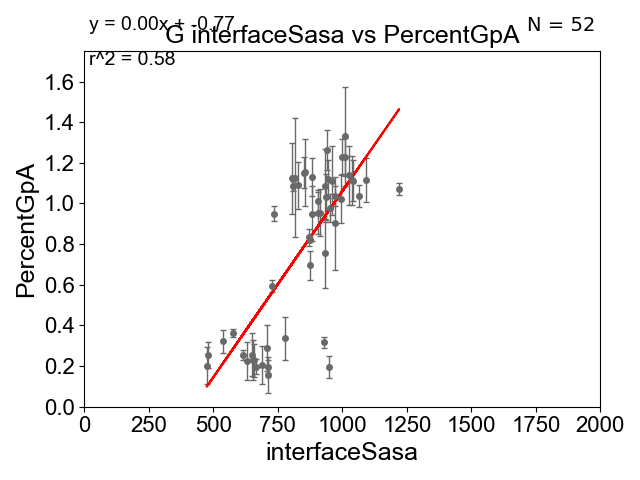 y = 0.00x + -0.77
N = 52
G interfaceSasa vs PercentGpA
r^2 = 0.58
1.6
1.4
1.2
1.0
0.8
0.6
0.4
0.2
0.0
PercentGpA
0 250 500 750 1000 1250 1500 1750 2000
interfaceSasa